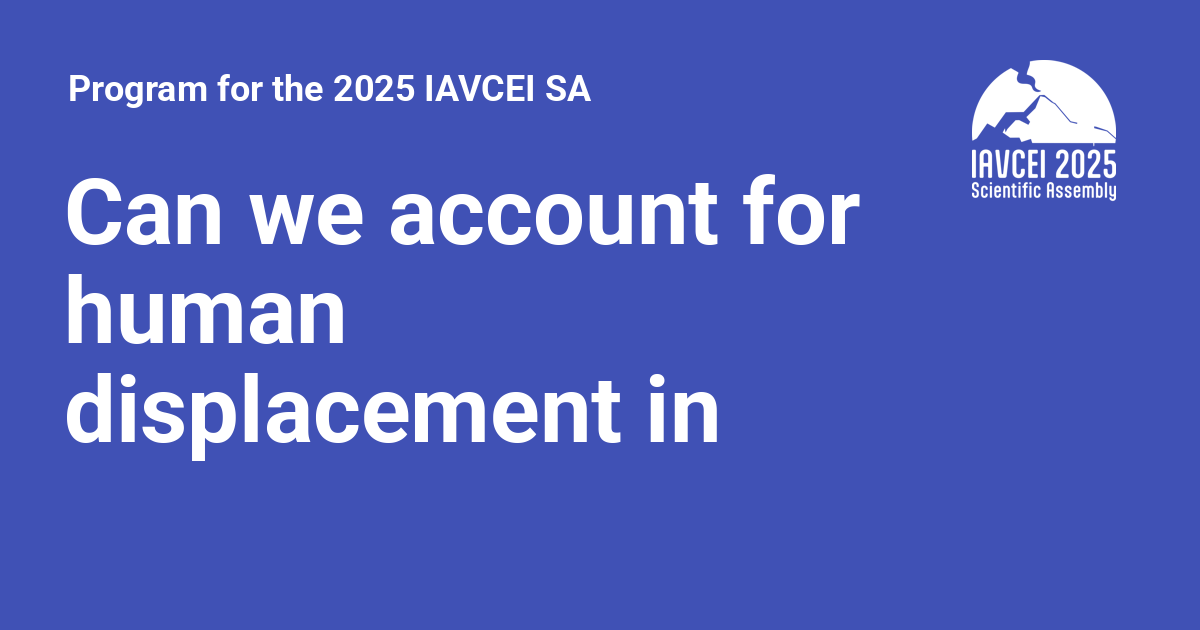 Program for the 2025 IAVCEI SA
Can we account for
human
displacement in
IAVCEI 2025
Scientific Assembly